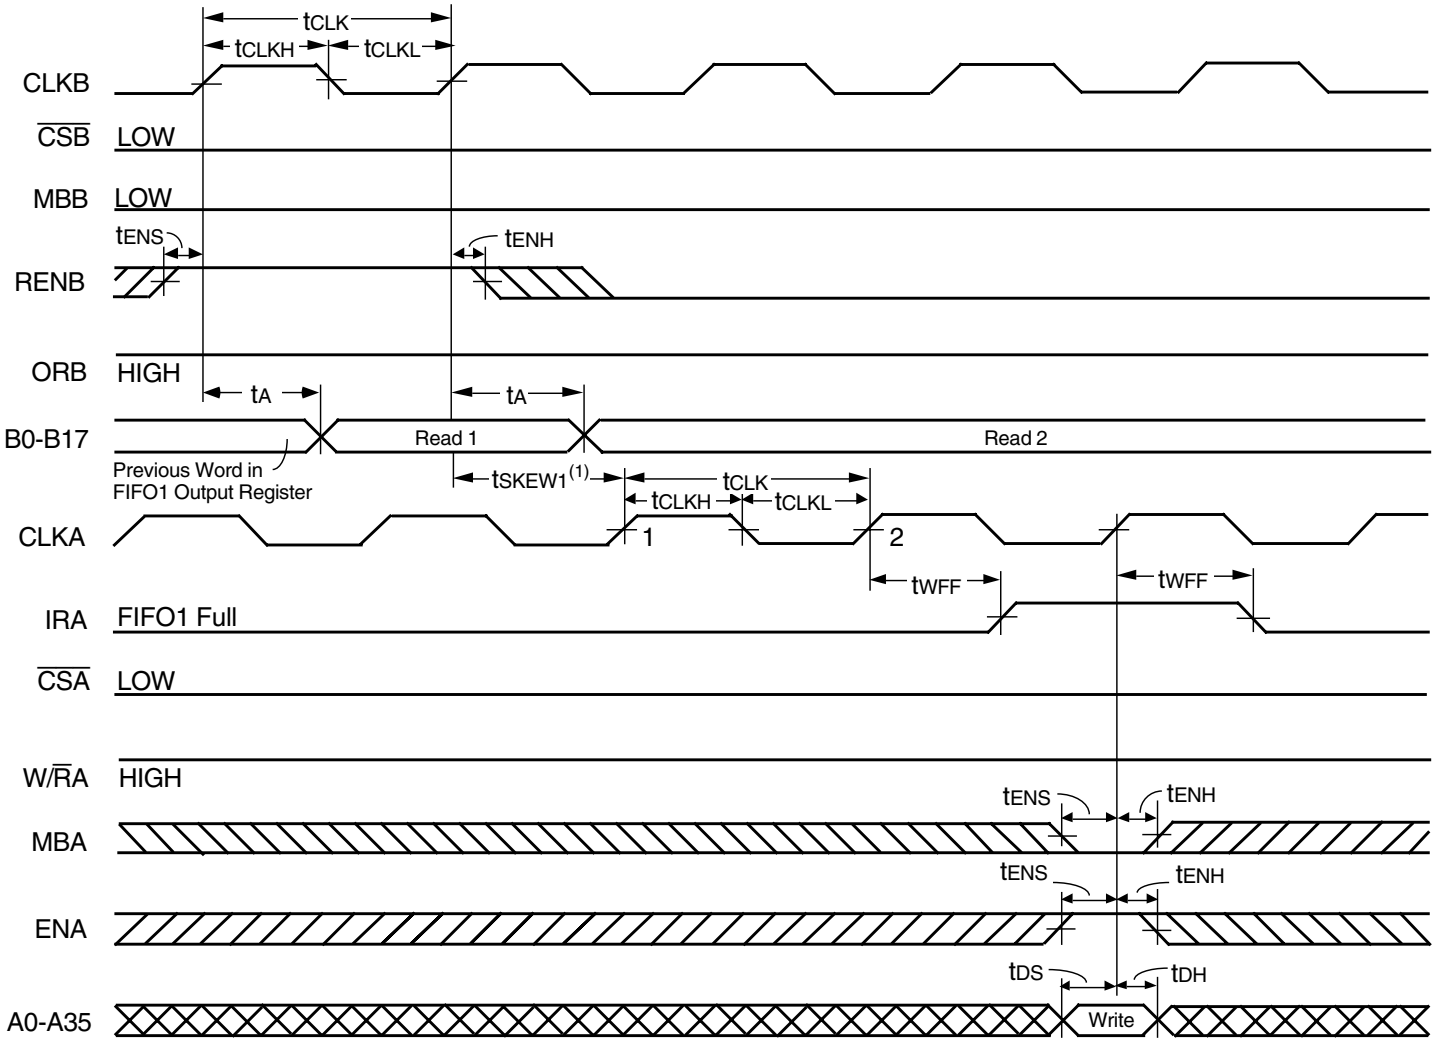 tCLK
tCLKH tCLKL
CLKB
CSB LOW
MBB LOW
tENS tENH
RENB
ORB HIGH
tA tA
B0-B17 Read 1 Read 2
Previous Word in
FIFO1 Output Register
tSKEW1(1) tCLK
tCLKH tCLKL
CLKA 1 2
tWFF tWFF
IRA FIFO1 Full
CSA LOW
W/RA HIGH
tENS tENH
MBA
tENS tENH
ENA
tDS tDH
A0-A35 Write